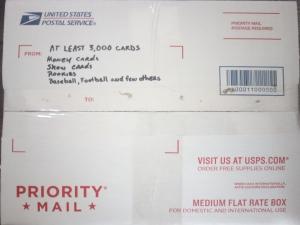 UNITED STATES
POSTAL SERVICE®
PRIORITY MAIL
POSTAGE REQUIRED
FROM:
AT LEAST 3,000 CARDS
Money CARDS
Show CARDS
ROOKIES
Baseball, Football and few others
TO:
VISIT US AT USPS.COM®
ORDER FREE SUPPLIES ONLINE
PRIORITY®
★ MAIL ★
MEDIUM FLAT RATE BOX
FOR DOMESTIC AND INTERNATIONAL USE